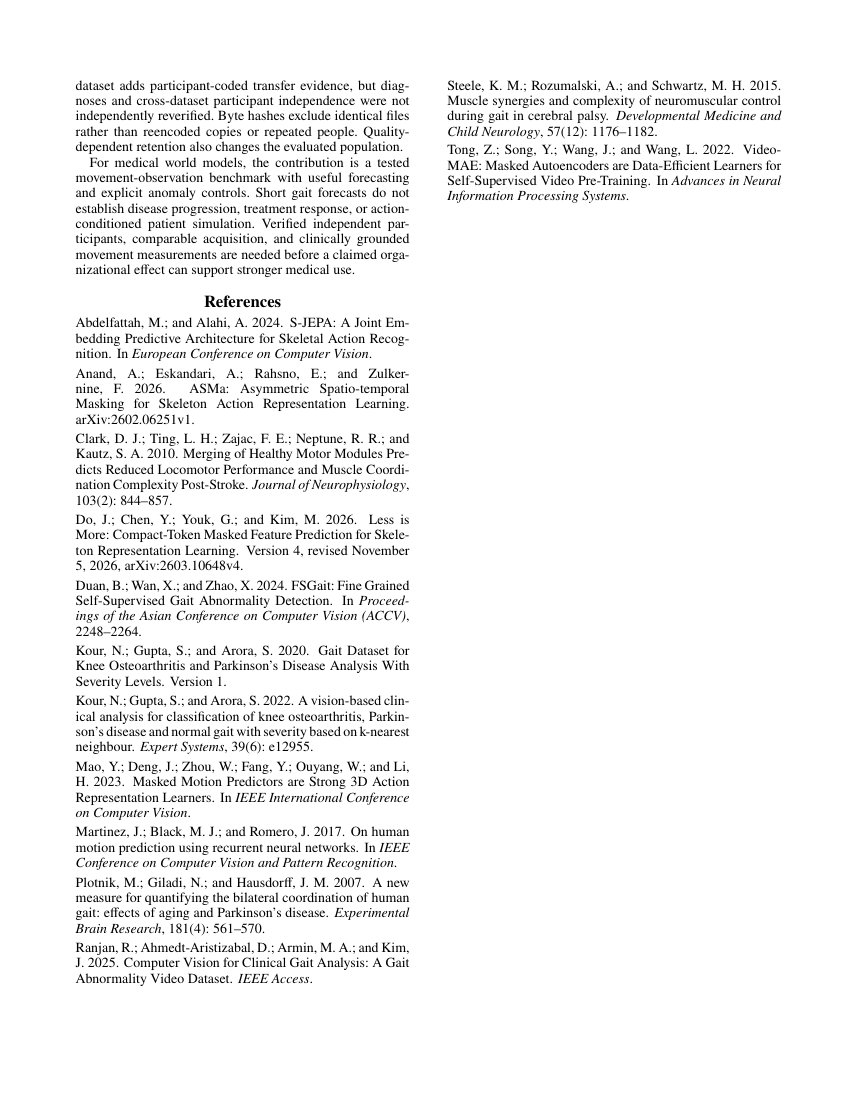 dataset adds participant-coded transfer evidence, but diag-
noses and cross-dataset participant independence were not
independently reverified. Byte hashes exclude identical files
rather than reencoded copies or repeated people. Quality-
dependent retention also changes the evaluated population.
For medical world models, the contribution is a tested
movement-observation benchmark with useful forecasting
and explicit anomaly controls. Short gait forecasts do not
establish disease progression, treatment response, or action-
conditioned patient simulation. Verified independent par-
ticipants, comparable acquisition, and clinically grounded
movement measurements are needed before a claimed orga-
nizational effect can support stronger medical use.
References
Abdelfattah, M.; and Alahi, A. 2024. S-JEPA: A Joint Em-
bedding Predictive Architecture for Skeletal Action Recog-
nition. In European Conference on Computer Vision.
Anand, A.; Eskandari, A.; Rahsno, E.; and Zulker-
nine, F. 2026. ASMa: Asymmetric Spatio-temporal
Masking for Skeleton Action Representation Learning.
arXiv:2602.06251v1.
Clark, D. J.; Ting, L. H.; Zajac, F. E.; Neptune, R. R.; and
Kautz, S. A. 2010. Merging of Healthy Motor Modules Pre-
dicts Reduced Locomotor Performance and Muscle Coordi-
nation Complexity Post-Stroke. Journal of Neurophysiology,
103(2): 844–857.
Do, J.; Chen, Y.; Youk, G.; and Kim, M. 2026. Less is
More: Compact-Token Masked Feature Prediction for Skele-
ton Representation Learning. Version 4, revised November
5, 2026, arXiv:2603.10648v4.
Duan, B.; Wan, X.; and Zhao, X. 2024. FSGait: Fine Grained
Self-Supervised Gait Abnormality Detection. In Proceed-
ings of the Asian Conference on Computer Vision (ACCV),
2248–2264.
Kour, N.; Gupta, S.; and Arora, S. 2020. Gait Dataset for
Knee Osteoarthritis and Parkinson's Disease Analysis With
Severity Levels. Version 1.
Kour, N.; Gupta, S.; and Arora, S. 2022. A vision-based clin-
ical analysis for classification of knee osteoarthritis, Parkin-
son's disease and normal gait with severity based on k-nearest
neighbour. Expert Systems, 39(6): e12955.
Mao, Y.; Deng, J.; Zhou, W.; Fang, Y.; Ouyang, W.; and Li,
H. 2023. Masked Motion Predictors are Strong 3D Action
Representation Learners. In IEEE International Conference
on Computer Vision.
Martinez, J.; Black, M. J.; and Romero, J. 2017. On human
motion prediction using recurrent neural networks. In IEEE
Conference on Computer Vision and Pattern Recognition.
Plotnik, M.; Giladi, N.; and Hausdorff, J. M. 2007. A new
measure for quantifying the bilateral coordination of human
gait: effects of aging and Parkinson's disease. Experimental
Brain Research, 181(4): 561–570.
Ranjan, R.; Ahmedt-Aristizabal, D.; Armin, M. A.; and Kim,
J. 2025. Computer Vision for Clinical Gait Analysis: A Gait
Abnormality Video Dataset. IEEE Access.
Steele, K. M.; Rozumalski, A.; and Schwartz, M. H. 2015.
Muscle synergies and complexity of neuromuscular control
during gait in cerebral palsy. Developmental Medicine and
Child Neurology, 57(12): 1176–1182.
Tong, Z.; Song, Y.; Wang, J.; and Wang, L. 2022. Video-
MAE: Masked Autoencoders are Data-Efficient Learners for
Self-Supervised Video Pre-Training. In Advances in Neural
Information Processing Systems.